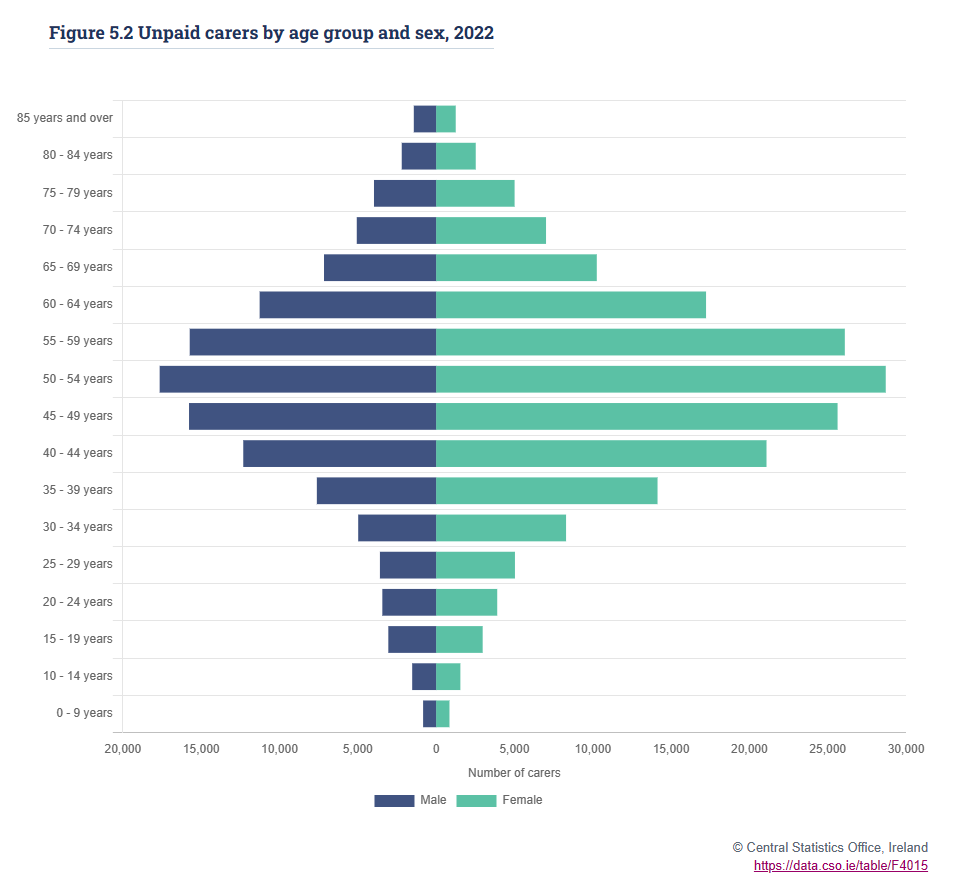 Figure 5.2 Unpaid carers by age group and sex, 2022
85 years and over
80 - 84 years
75 - 79 years
70 - 74 years
65 - 69 years
60 - 64 years
55 - 59 years
50 - 54 years
45 - 49 years
40 - 44 years
35 - 39 years
30 - 34 years
25 - 29 years
20 - 24 years
15 - 19 years
10 - 14 years
0 - 9 years
20,000 15,000 10,000 5,000 0 5,000 10,000 15,000 20,000 25,000 30,000
Number of carers
Male Female
© Central Statistics Office, Ireland
https://data.cso.ie/table/F4015